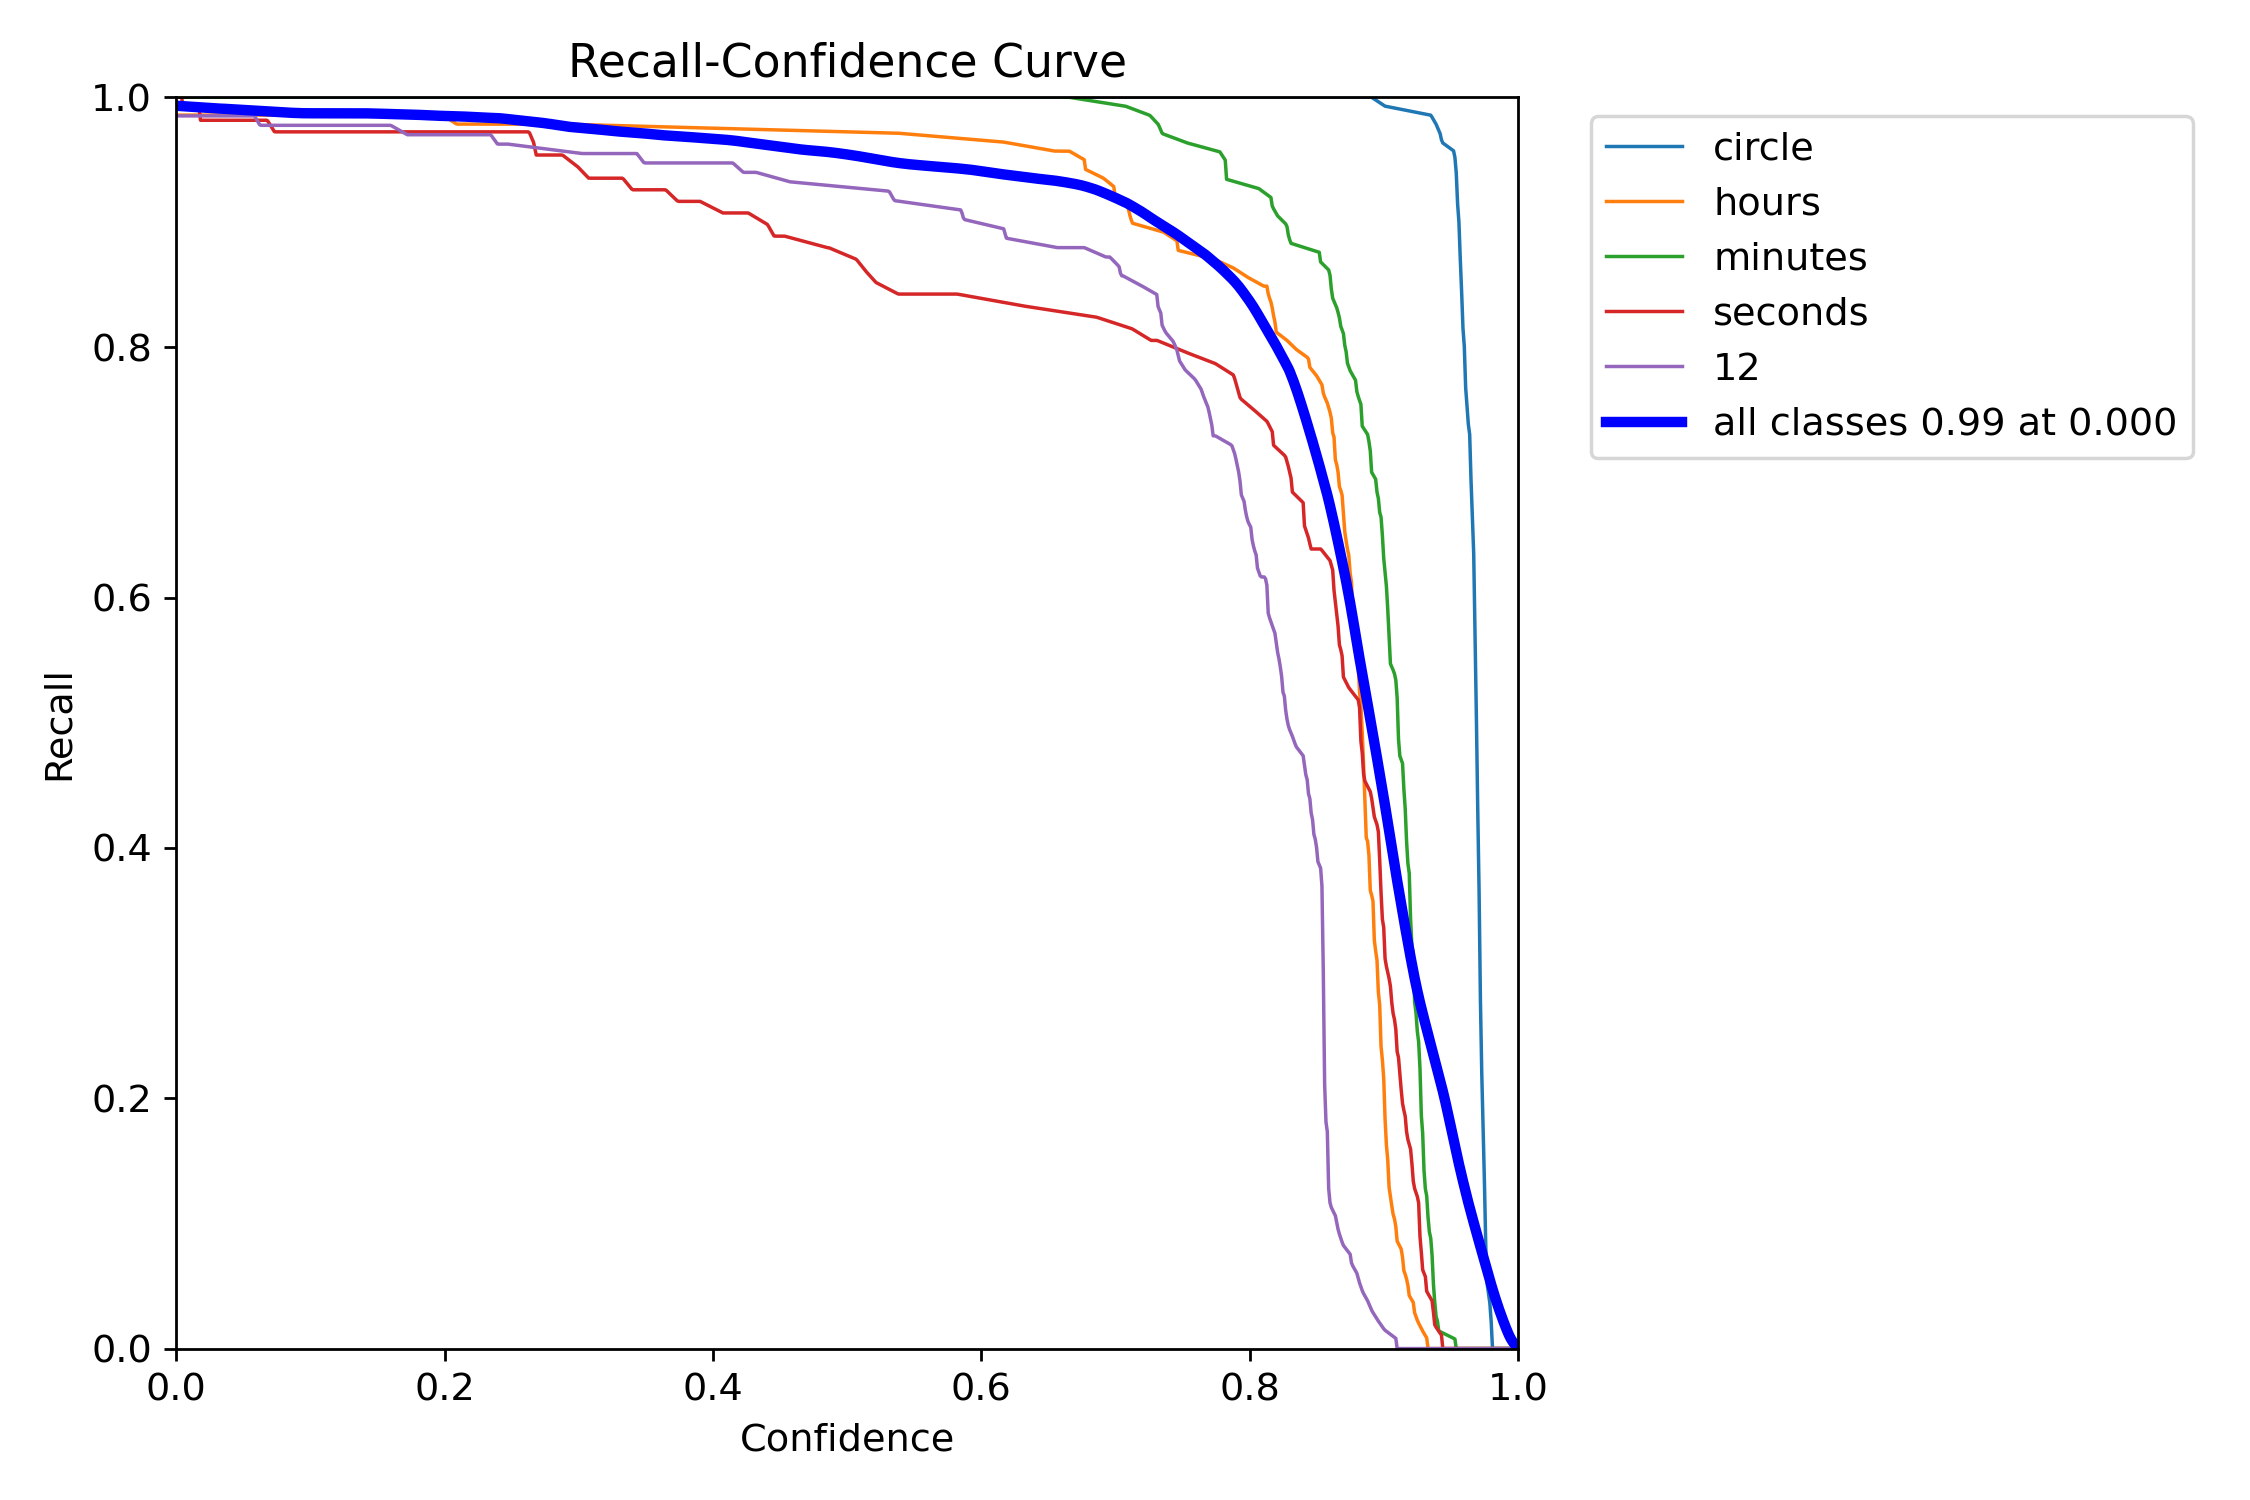 Recall-Confidence Curve
1.0
0.8
0.6
0.4
0.2
0.0
Recall
0.0 0.2 0.4 0.6 0.8 1.0
Confidence
circle
hours
minutes
seconds
12
all classes 0.99 at 0.000